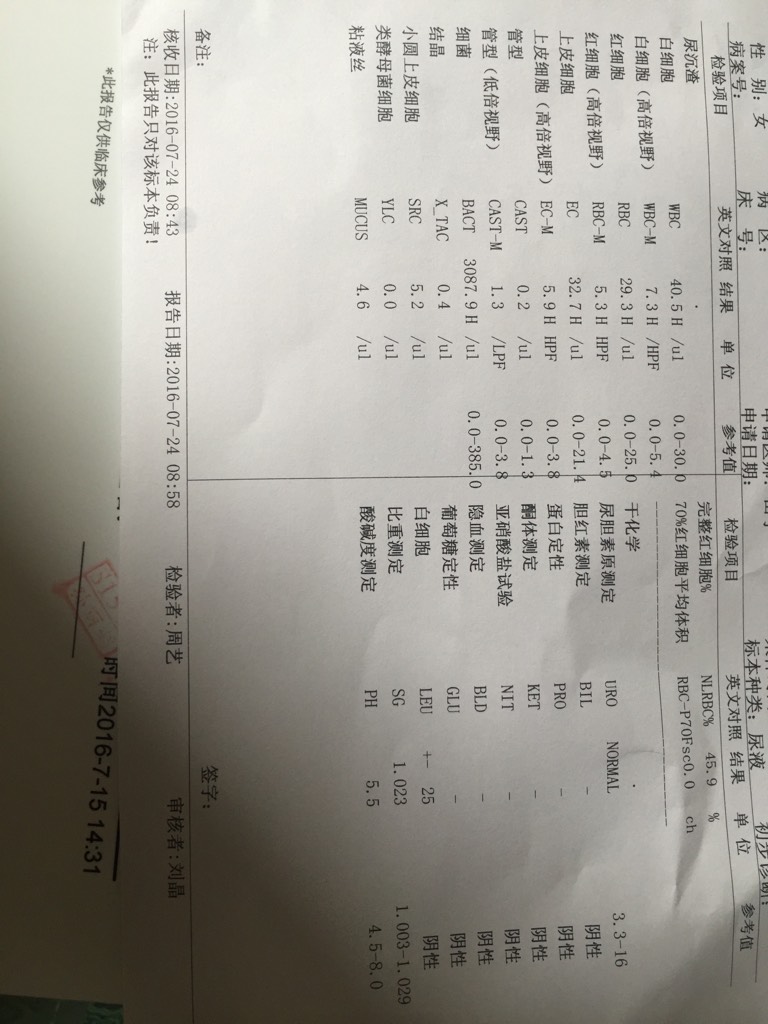 性 别: 女
病 区:
病案号:
床 号:
申请日期:
标本种类: 尿液
初步诊断:
检验项目 英文对照 结果 单 位 参考值
尿沉渣
白细胞 WBC 40.5 H /ul 0.0-30.0
白细胞(高倍视野) WBC-M 7.3 H /HPF 0.0-5.4
红细胞 RBC 29.3 H /ul 0.0-25.0
红细胞(高倍视野) RBC-M 5.3 H HPF 0.0-4.5
上皮细胞 EC 32.7 H /ul 0.0-21.4
上皮细胞(高倍视野) EC-M 5.9 H HPF 0.0-3.8
管型 CAST 0.2 /ul 0.0-1.3
管型(低倍视野) CAST-M 1.3 /LPF 0.0-3.8
细菌 BACT 3087.9 H /ul 0.0-385.0
结晶 X_TAC 0.4 /ul
小圆上皮细胞 SRC 5.2 /ul
类酵母菌细胞 YLC 0.0 /ul
粘液丝 MUCUS 4.6 /ul
检验项目 英文对照 结果 单 位 参考值
完整红细胞% NLRBC% 45.9 %
70%红细胞平均体积 RBC-P70Fsc0.0 ch
干化学
尿胆素原测定 URO NORMAL 3.3-16
胆红素测定 BIL - 阴性
蛋白定性 PRO - 阴性
酮体测定 KET - 阴性
亚硝酸盐试验 NIT - 阴性
隐血测定 BLD - 阴性
葡萄糖定性 GLU - 阴性
白细胞 LEU +- 25 阴性
比重测定 SG 1.023 1.003-1.029
酸碱度测定 PH 5.5 4.5-8.0
备注:
签字:
核收日期:2016-07-24 08:43 报告日期:2016-07-24 08:58 检验者:周艺 审核者:刘晶
注: 此报告只对该标本负责!
*此报告仅供临床参考
时间2016-7-15 14:31